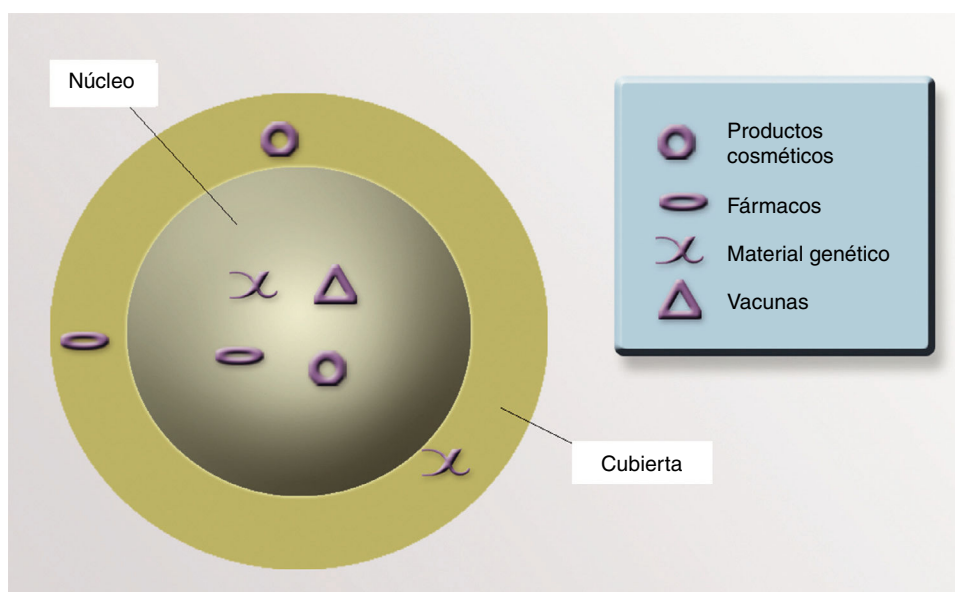 Núcleo
Productos
cosméticos
Fármacos
Material genético
Vacunas
Cubierta